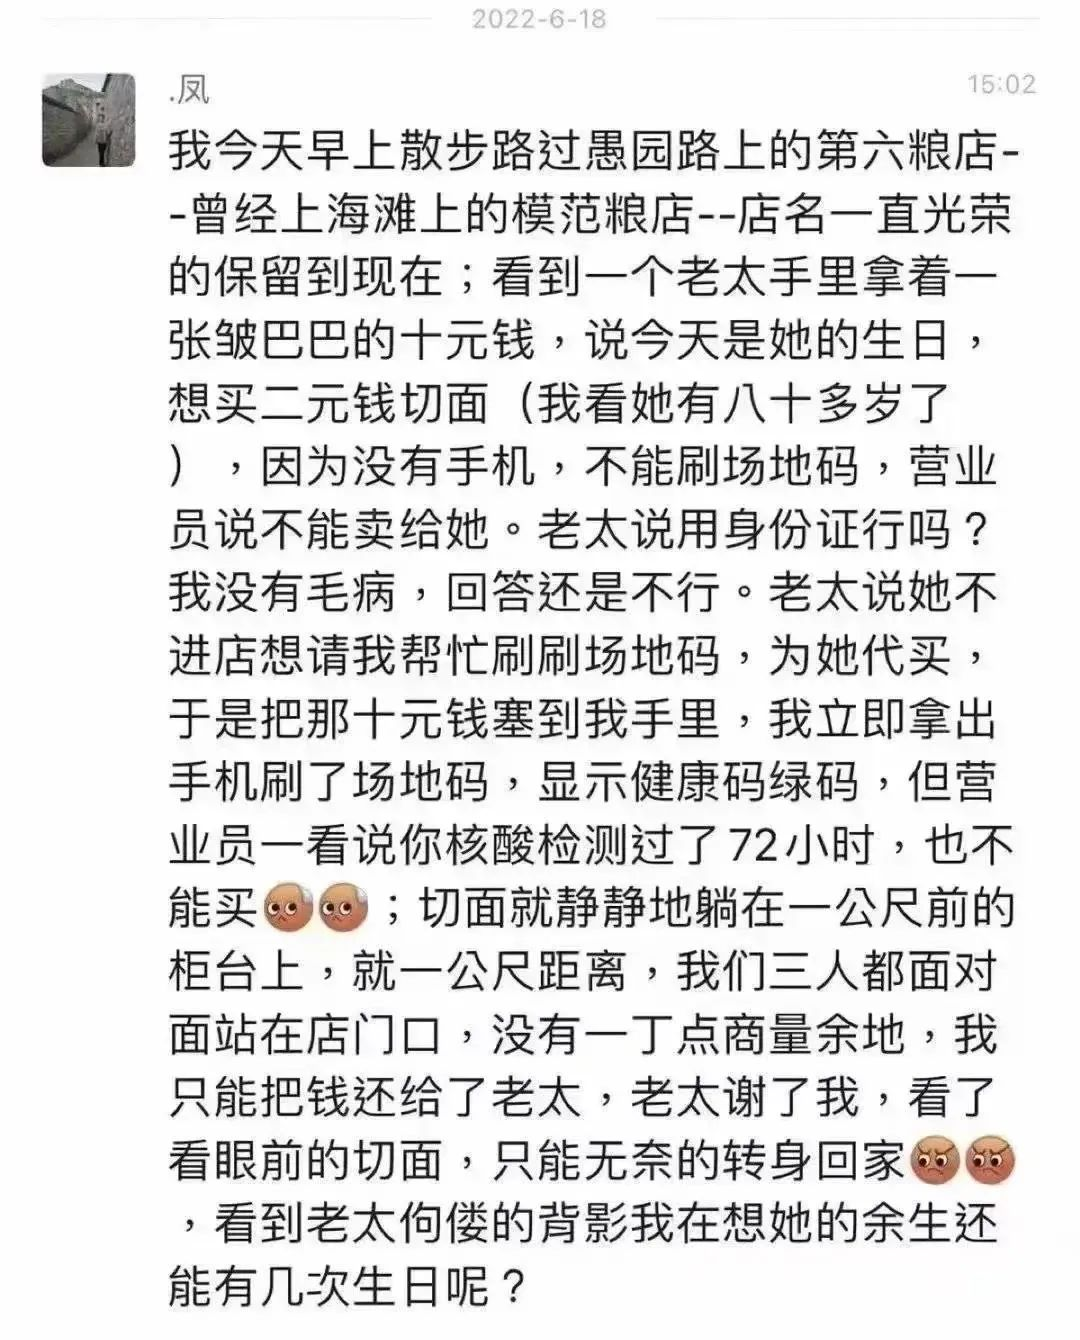 2022-6-18
.凤
15:02
我今天早上散步路过愚园路上的第六粮店-
-曾经上海滩上的模范粮店--店名一直光荣
的保留到现在；看到一个老太手里拿着一
张皱巴巴的十元钱，说今天是她的生日，
想买二元钱切面（我看她有八十多岁了
），因为没有手机，不能刷场地码，营业
员说不能卖给她。老太说用身份证行吗？
我没有毛病，回答还是不行。老太说她不
进店想请我帮忙刷刷场地码，为她代买，
于是把那十元钱塞到我手里，我立即拿出
手机刷了场地码，显示健康码绿码，但营
业员一看说你核酸检测过了72小时，也不
能买；切面就静静地躺在一公尺前的
柜台上，就一公尺距离，我们三人都面对
面站在店门口，没有一丁点商量余地，我
只能把钱还给了老太，老太谢了我，看了
看眼前的切面，只能无奈的转身回家
，看到老太佝偻的背影我在想她的余生还
能有几次生日呢？